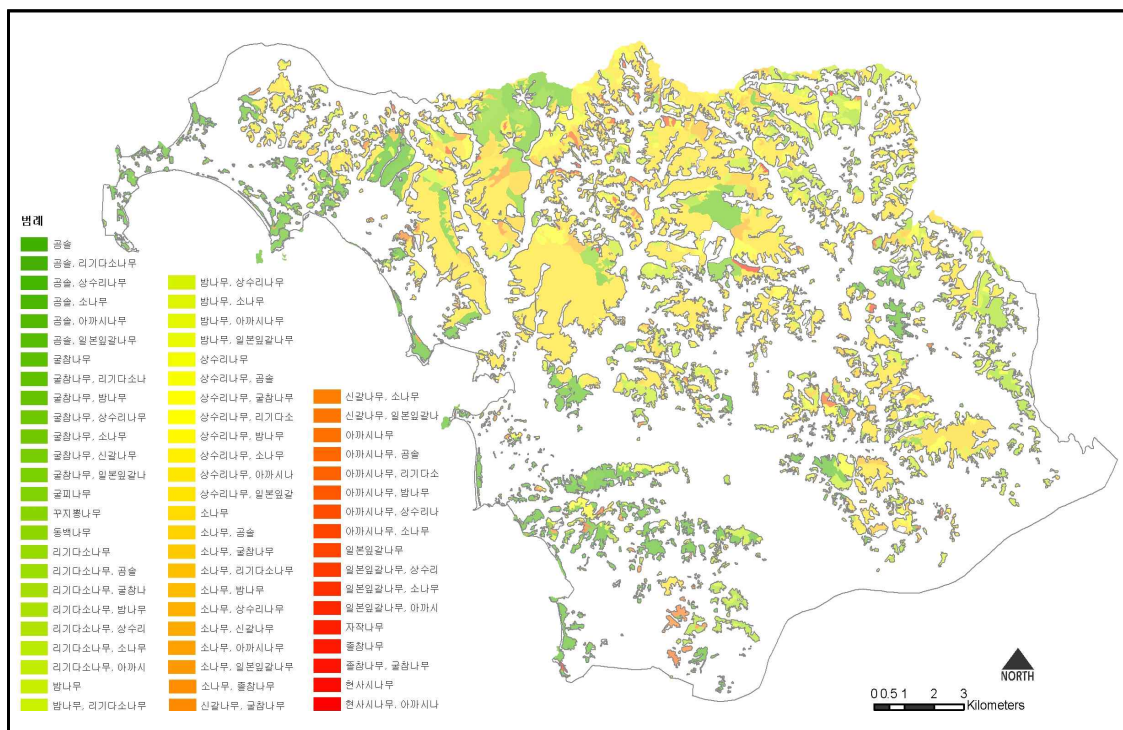 범례
곰솔
곰솔, 리기다소나무
곰솔, 상수리나무
곰솔, 소나무
곰솔, 아까시나무
곰솔, 일본잎갈나무
굴참나무
굴참나무, 리기다소나
굴참나무, 밤나무
굴참나무, 상수리나무
굴참나무, 소나무
굴참나무, 신갈나무
굴참나무, 일본잎갈나
굴피나무
꾸지뽕나무
동백나무
리기다소나무
리기다소나무, 곰솔
리기다소나무, 굴참나
리기다소나무, 밤나무
리기다소나무, 상수리
리기다소나무, 소나무
리기다소나무, 아까시
밤나무
밤나무, 리기다소나무
밤나무, 상수리나무
밤나무, 소나무
밤나무, 아까시나무
밤나무, 일본잎갈나무
상수리나무
상수리나무, 곰솔
상수리나무, 굴참나무
상수리나무, 리기다소
상수리나무, 밤나무
상수리나무, 소나무
상수리나무, 아까시나
상수리나무, 일본잎갈
소나무
소나무, 곰솔
소나무, 굴참나무
소나무, 리기다소나무
소나무, 밤나무
소나무, 상수리나무
소나무, 신갈나무
소나무, 아까시나무
소나무, 일본잎갈나무
소나무, 졸참나무
신갈나무, 굴참나무
신갈나무, 소나무
신갈나무, 일본잎갈나
아까시나무
아까시나무, 곰솔
아까시나무, 리기다소
아까시나무, 밤나무
아까시나무, 상수리나
아까시나무, 소나무
일본잎갈나무
일본잎갈나무, 상수리
일본잎갈나무, 소나무
일본잎갈나무, 아까시
자작나무
졸참나무
졸참나무, 굴참나무
현사시나무
현사시나무, 아까시나
NORTH
0 0.5 1 2 3
Kilometers